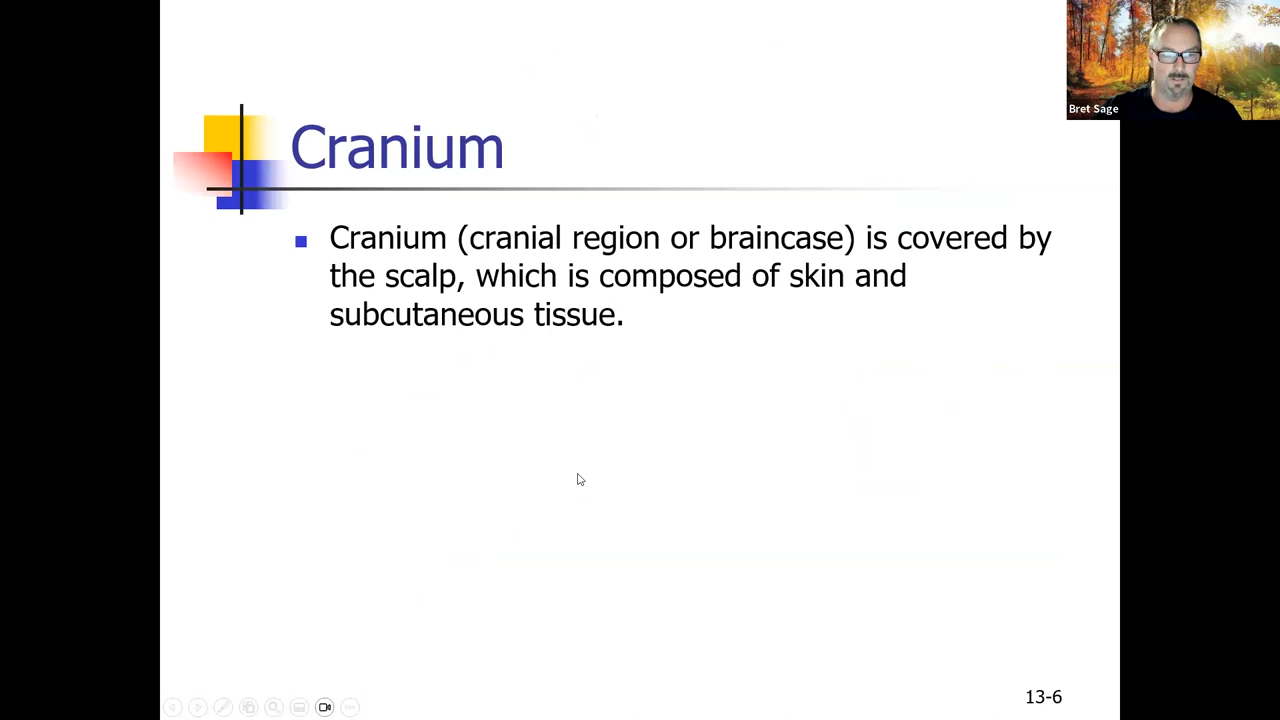 Bret Sage
Cranium
Cranium (cranial region or braincase) is covered by
the scalp, which is composed of skin and
subcutaneous tissue.
13-6